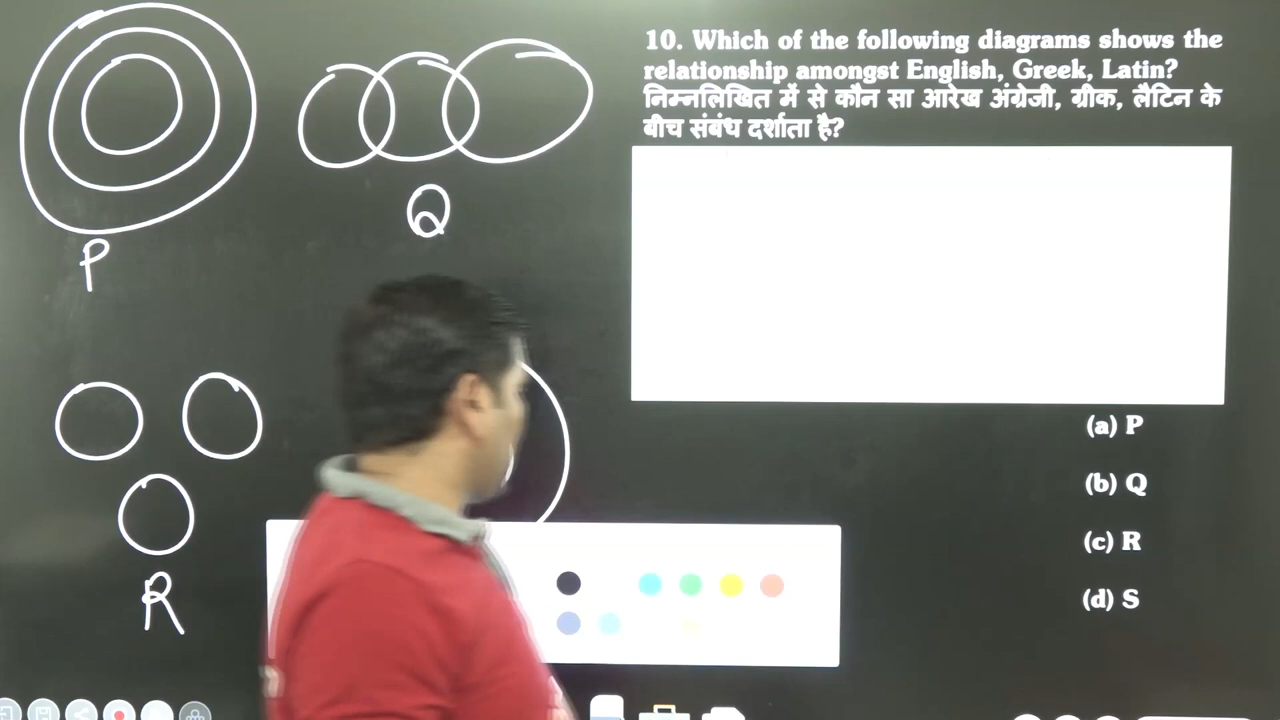 10. Which of the following diagrams shows the
relationship amongst English, Greek, Latin?
निम्नलिखित में से कौन सा आरेख अंग्रेजी, ग्रीक, लैटिन के
बीच संबंध दर्शाता है?
P
Q
R
(a) P
(b) Q
(c) R
(d) S